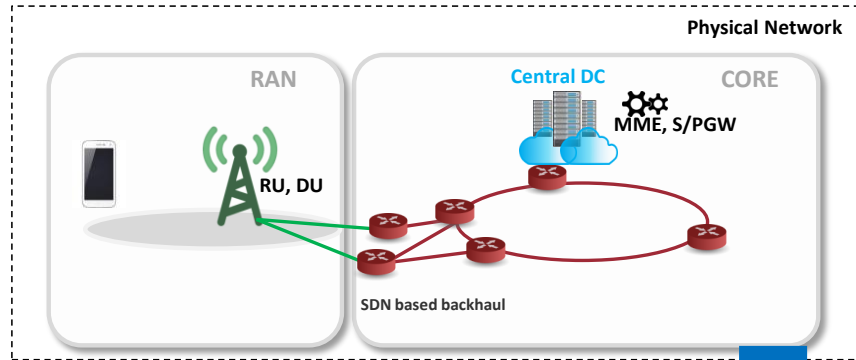 Physical Network
RAN
Central DC
CORE
MME, S/PGW
RU, DU
SDN based backhaul